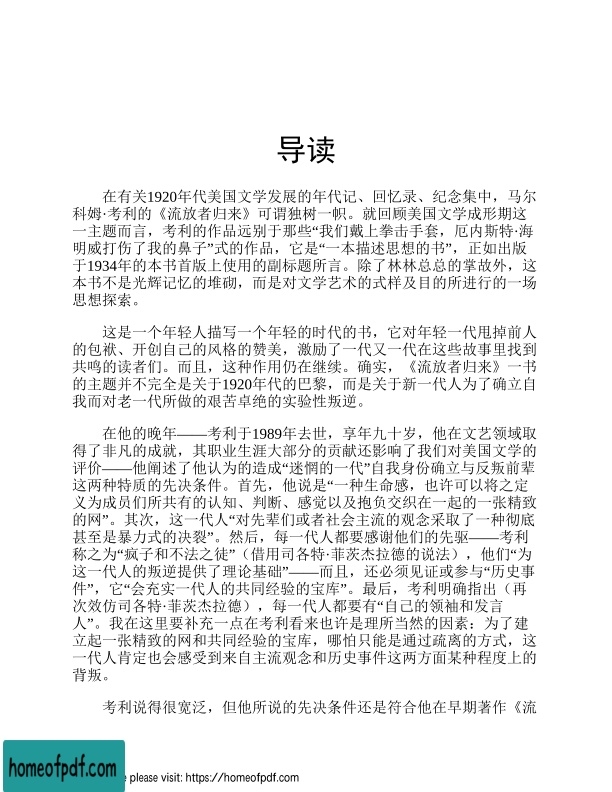 导读
在有关1920年代美国文学发展的年代记、回忆录、纪念集中，马尔
科姆·考利的《流放者归来》可谓独树一帜。就回顾美国文学成形期这
一主题而言，考利的作品远别于那些“我们戴上拳击手套，厄内斯特·海
明威打伤了我的鼻子”式的作品，它是“一本描述思想的书”，正如出版
于1934年的本书首版上使用的副标题所言。除了林林总总的掌故外，这
本书不是光辉记忆的堆砌，而是对文学艺术的式样及目的所进行的一场
思想探索。
这是一个年轻人描写一个年轻的时代的书，它对年轻一代甩掉前人
的包袱、开创自己的风格的赞美，激励了一代又一代在这些故事里找到
共鸣的读者们。而且，这种作用仍在继续。确实，《流放者归来》一书
的主题并不完全是关于1920年代的巴黎，而是关于新一代人为了确立自
我而对老一代所做的艰苦卓绝的实验性叛逆。
在他的晚年——考利于1989年去世，享年九十岁，他在文艺领域取
得了非凡的成就，其职业生涯大部分的贡献还影响了我们对美国文学的
评价——他阐述了他认为的造成“迷惘的一代”自我身份确立与反叛前辈
这两种特质的先决条件。首先，他说是“一种生命感，也许可以将之定
义为成员们所共有的认知、判断、感觉以及抱负交织在一起的一张精致
的网”。其次，这一代人“对先辈们或者社会主流的观念采取了一种彻底
甚至是暴力式的决裂”。然后，每一代人都要感谢他们的先驱——考利
称之为“疯子和不法之徒”（借用司各特·菲茨杰拉德的说法），他们“为
这一代人的叛逆提供了理论基础”——而且，还必须见证或参与“历史事
件”，它“会充实一代人的共同经验的宝库”。最后，考利明确指出（再
次效仿司各特·菲茨杰拉德），每一代人都要有“自己的领袖和发言
人”。我在这里要补充一点在考利看来也许是理所当然的因素：为了建
立起一张精致的网和共同经验的宝库，哪怕只能是通过疏离的方式，这
一代人肯定也会感受到来自主流观念和历史事件这两方面某种程度上的
背叛。
考利说得很宽泛，但他所说的先决条件还是符合他在早期著作《流
homeofpdf.com
please visit: https://homeofpdf.com